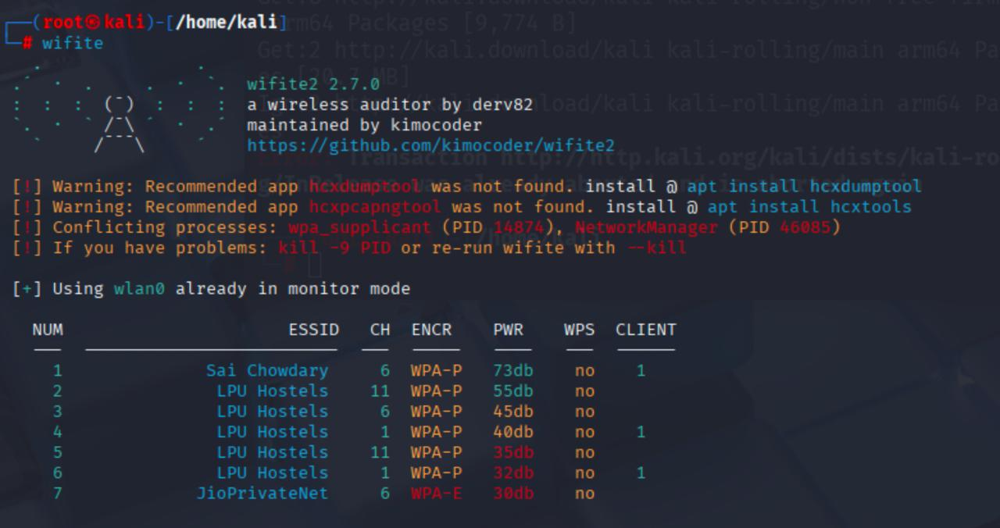 (root㉿kali)-[/home/kali]
# wifite
wifite2 2.7.0
a wireless auditor by derv82
maintained by kimocoder
https://github.com/kimocoder/wifite2
[!] Warning: Recommended app hcxdumptool was not found. install @ apt install hcxdumptool
[!] Warning: Recommended app hcxpcapngtool was not found. install @ apt install hcxtools
[!] Conflicting processes: wpa_supplicant (PID 14874), NetworkManager (PID 46085)
[!] If you have problems: kill -9 PID or re-run wifite with --kill
[+] Using wlan0 already in monitor mode
NUM ESSID CH ENCR PWR WPS CLIENT
1 Sai Chowdary 6 WPA-P 73db no 1
2 LPU Hostels 11 WPA-P 55db no
3 LPU Hostels 6 WPA-P 45db no
4 LPU Hostels 1 WPA-P 40db no 1
5 LPU Hostels 11 WPA-P 35db no
6 LPU Hostels 1 WPA-P 32db no 1
7 JioPrivateNet 6 WPA-E 30db no